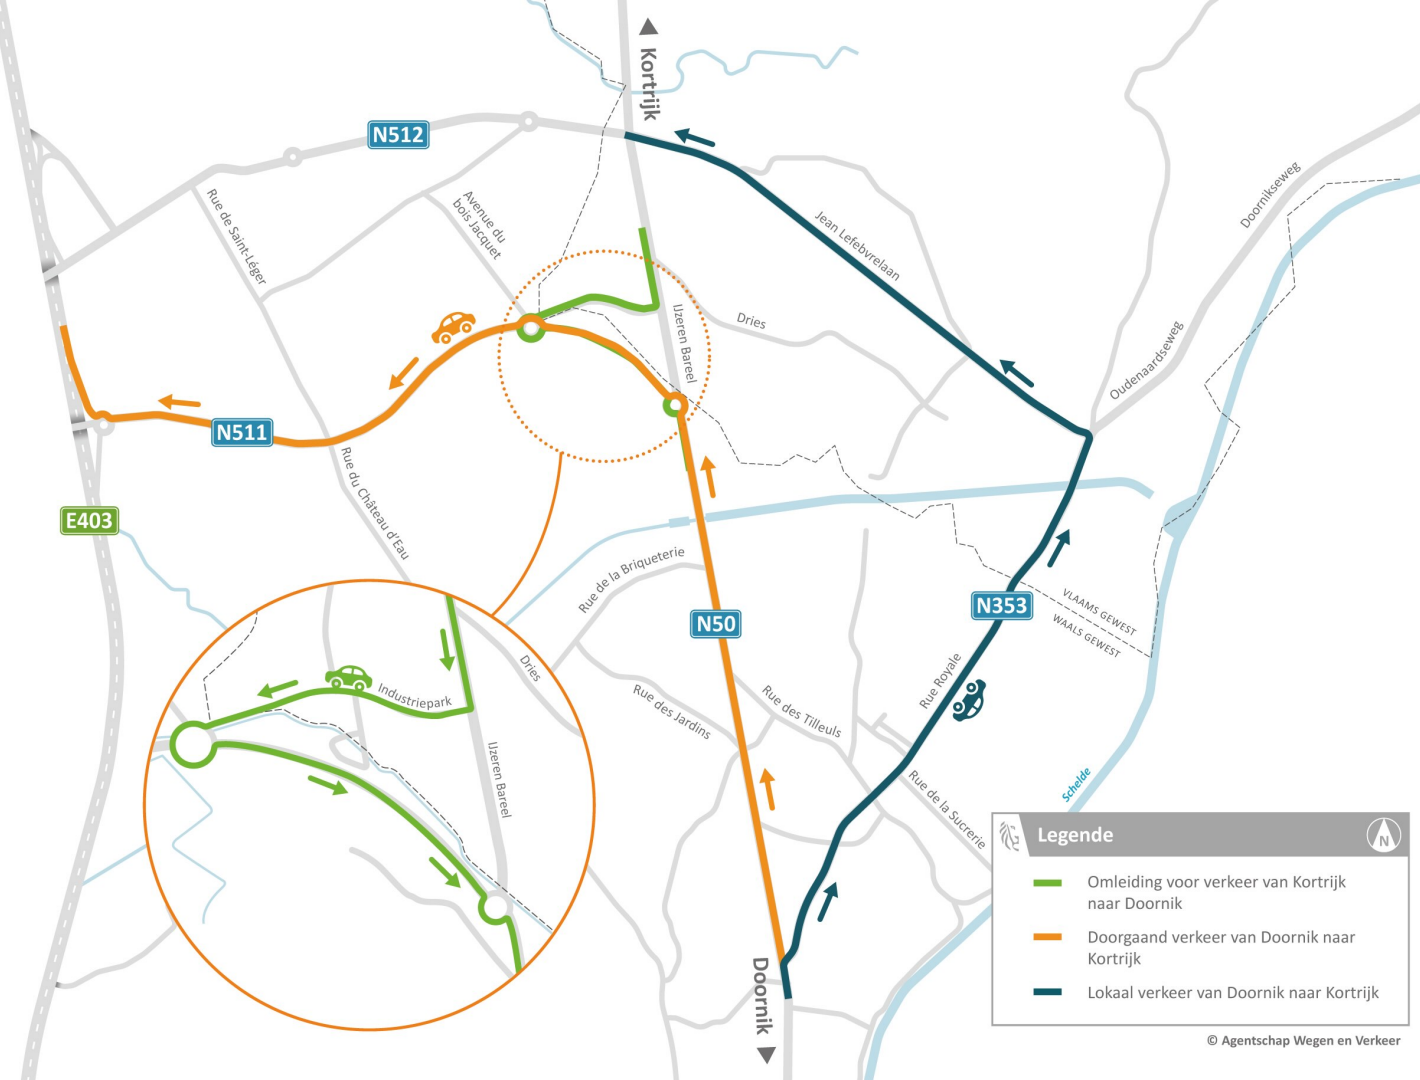 Kortrijk
N512
Rue de Saint-Léger
Avenue du
bois Jacquet
Jean Lefebvrelaan
Doornikseweg
IJzeren Bareel
Dries
Oudenaardseweg
N511
Rue du Château d'Eau
E403
Rue de la Briqueterie
N50
N353
VLAAMS GEWEST
WAALS GEWEST
Dries
Industriepark
IJzeren Bareel
Rue des Jardins
Rue des Tilleuls
Rue Royale
Rue de la Sucrerie
Schelde
Doornik
Legende
N
Omleiding voor verkeer van Kortrijk
naar Doornik
Doorgaand verkeer van Doornik naar
Kortrijk
Lokaal verkeer van Doornik naar Kortrijk
© Agentschap Wegen en Verkeer